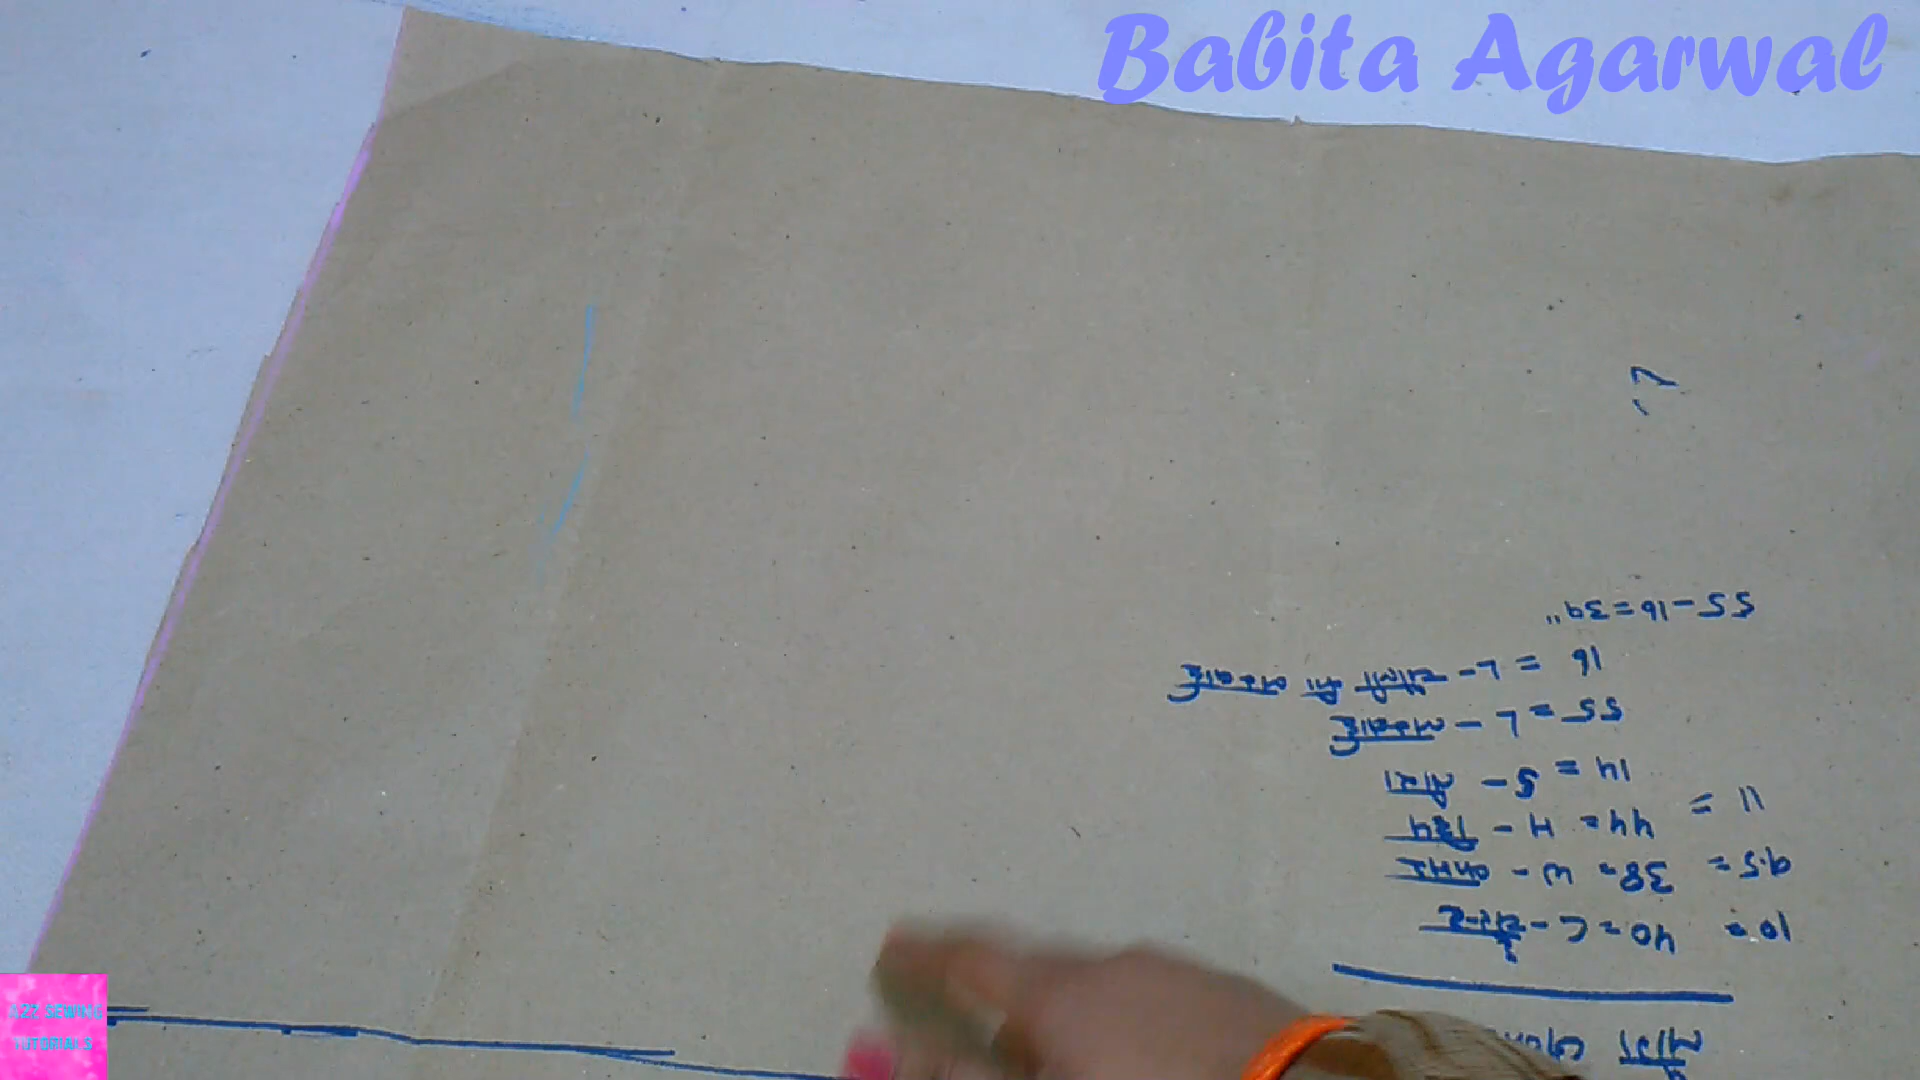 Babita Agarwal
10 = 40 = C - चेस्ट
9.5 = 38 = W - कमर
11 = 44 = H - हिप
14 = S - तीरा
55 = L - लम्बाई
16 = L - चोली की लम्बाई
55 - 16 = 39"
AZZ SEWING
TUTORIALS